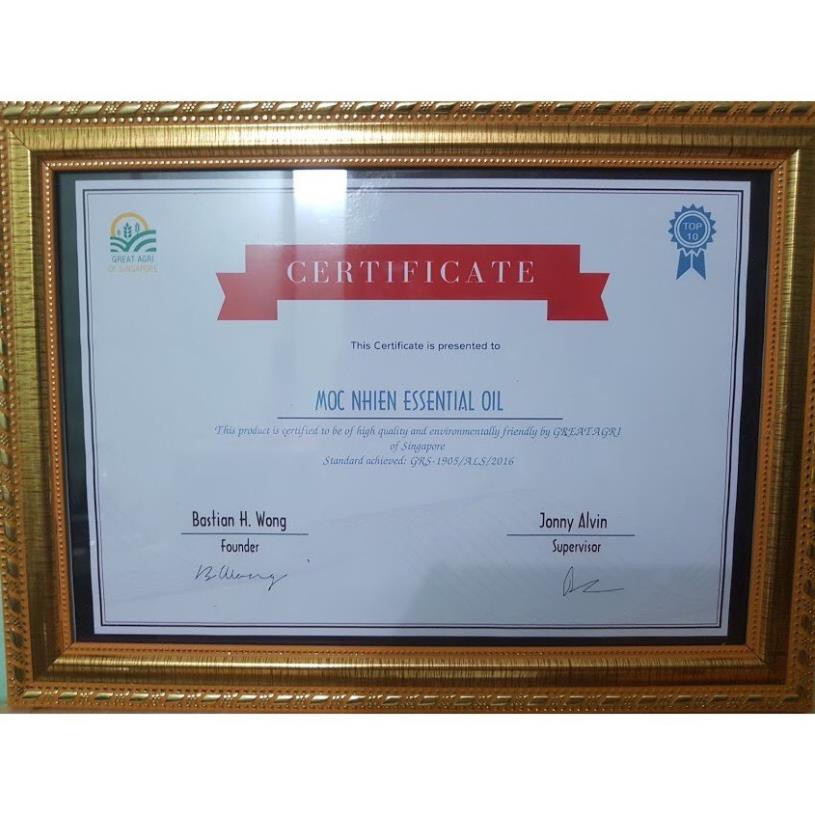 GREAT AGRI
OF SINGAPORE
TOP
10
CERTIFICATE
This Certificate is presented to
MOC NHIEN ESSENTIAL OIL
This product is certified to be of high quality and environmentally friendly by GREATAGRI
of Singapore
Standard achieved: GRS-1905/ALS/2016
Bastian H. Wong
Founder
B.Wong
Jonny Alvin
Supervisor